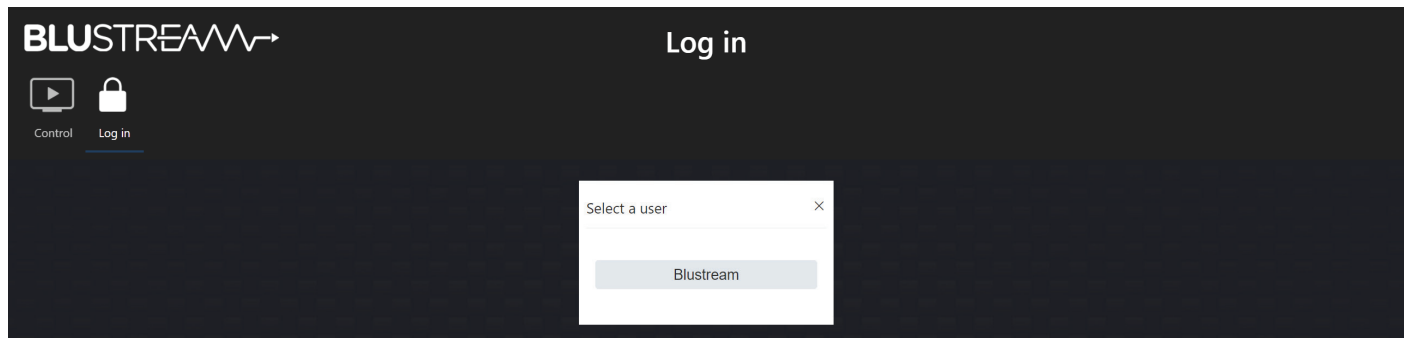 BLUSTREAM
Log in
Control
Log in
Select a user
Blustream